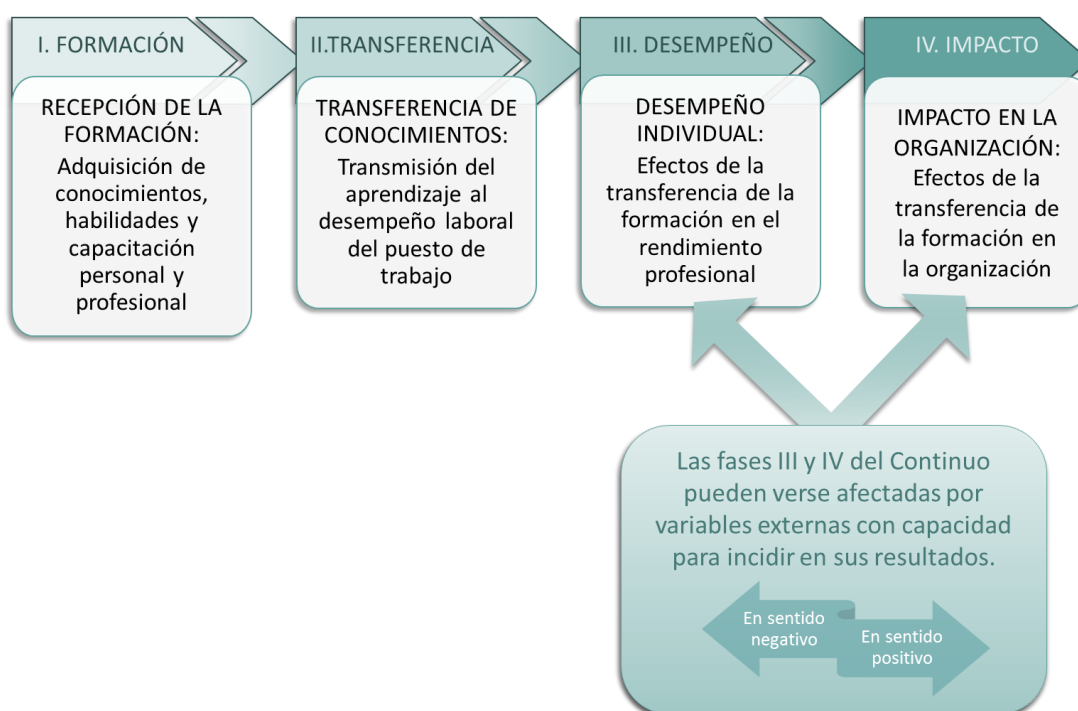 I. FORMACIÓN
RECEPCIÓN DE LA
FORMACIÓN:
Adquisición de
conocimientos,
habilidades y
capacitación
personal y
profesional
II.TRANSFERENCIA
TRANSFERENCIA DE
CONOCIMIENTOS:
Transmisión del
aprendizaje al
desempeño laboral
del puesto de
trabajo
III. DESEMPEÑO
DESEMPEÑO
INDIVIDUAL:
Efectos de la
transferencia de la
formación en el
rendimiento
profesional
IV. IMPACTO
IMPACTO EN LA
ORGANIZACIÓN:
Efectos de la
transferencia de
la formación en
la organización
Las fases III y IV del Continuo
pueden verse afectadas por
variables externas con capacidad
para incidir en sus resultados.
En sentido
negativo
En sentido
positivo